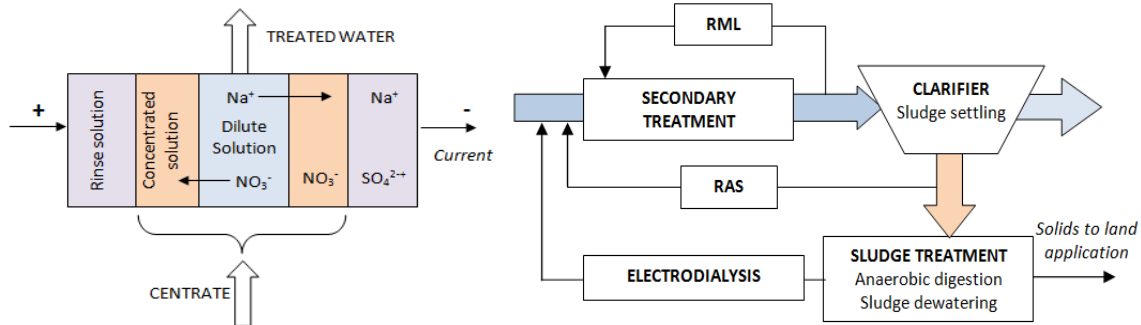 TREATED WATER
+
Rinse solution
Concentrated
solution
Na⁺
Dilute
Solution
NO₃⁻
NO₃⁻
Na⁺
SO₄²⁻⁺
-
Current
CENTRATE
RML
SECONDARY
TREATMENT
CLARIFIER
Sludge settling
RAS
ELECTRODIALYSIS
SLUDGE TREATMENT
Anaerobic digestion
Sludge dewatering
Solids to land
application